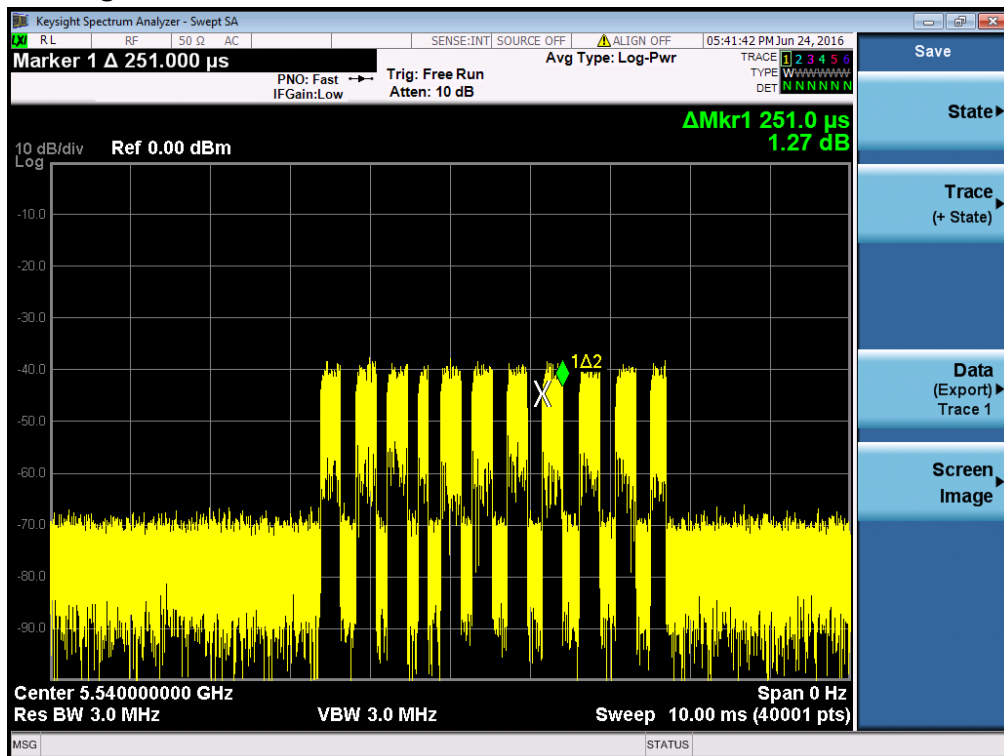 Keysight Spectrum Analyzer - Swept SA
LXI RL RF 50 Ω AC SENSE:INT SOURCE OFF ALIGN OFF 05:41:42 PM Jun 24, 2016
Marker 1 Δ 251.000 µs
PNO: Fast
IFGain:Low
Trig: Free Run
Atten: 10 dB
Avg Type: Log-Pwr
TRACE 1 2 3 4 5 6
TYPE W
DET N N N N N N
ΔMkr1 251.0 µs
1.27 dB
10 dB/div Ref 0.00 dBm
Log
-10.0
-20.0
-30.0
-40.0
-50.0
-60.0
-70.0
-80.0
-90.0
1Δ2
X
Center 5.540000000 GHz Span 0 Hz
Res BW 3.0 MHz VBW 3.0 MHz Sweep 10.00 ms (40001 pts)
MSG STATUS
Save
State
Trace
(+ State)
Data
(Export)
Trace 1
Screen
Image